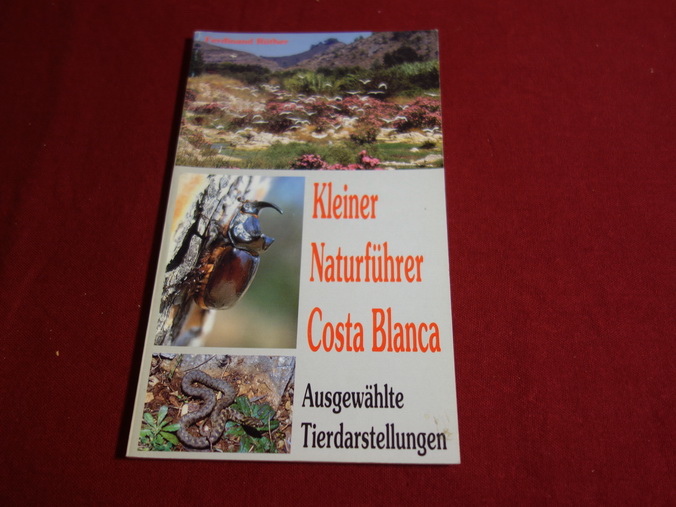 Kleiner
Naturführer
Costa Blanca
Ausgewählte
Tierdarstellungen